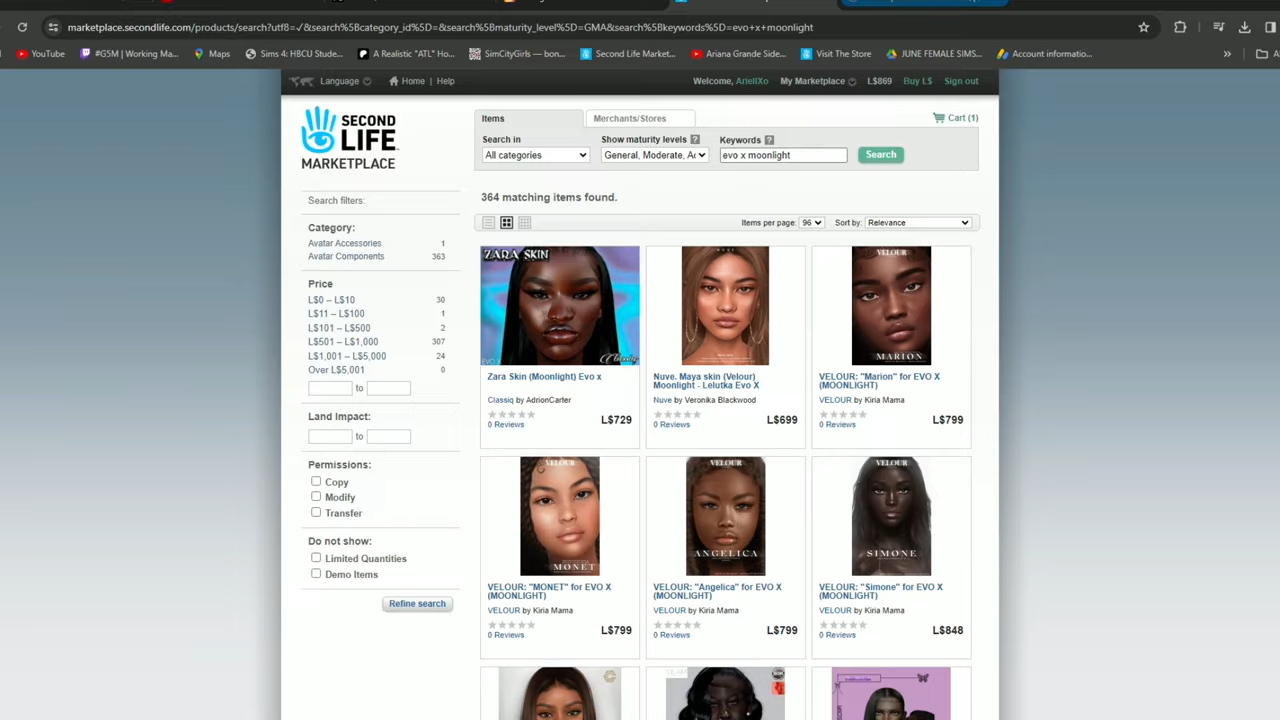 marketplace.secondlife.com/products/search?utf8=✓&search%5Bcategory_id%5D=&search%5Bmaturity_level%5D=GMA&search%5Bkeywords%5D=evo+x+moonlight
YouTube #G5M | Working Ma... Maps Sims 4: HBCU Stude... A Realistic "ATL" Ho... SimCityGirls — bon... Second Life Market... Ariana Grande Side... Visit The Store JUNE FEMALE SIMS... Account informatio... »
Language Home | Help Welcome, ArielIXo My Marketplace L$869 Buy L$ Sign out
SECOND
LIFE
MARKETPLACE
Items Merchants/Stores Cart (1)
Search in Show maturity levels ? Keywords ?
All categories General, Moderate, Ac evo x moonlight Search
364 matching items found.
Items per page: 96 Sort by: Relevance
Search filters:
Category:
Avatar Accessories 1
Avatar Components 363
Price
L$0 – L$10 30
L$11 – L$100 1
L$101 – L$500 2
L$501 – L$1,000 307
L$1,001 – L$5,000 24
Over L$5,001 0
to
Land Impact:
to
Permissions:
Copy
Modify
Transfer
Do not show:
Limited Quantities
Demo Items
Refine search
ZARA SKIN
EVO X
Classiq
Zara Skin (Moonlight) Evo x
Classiq by AdrionCarter
0 Reviews
L$729
Nuve. Maya skin (Velour)
Moonlight - Lelutka Evo X
Nuve by Veronika Blackwood
0 Reviews
L$699
VELOUR
MARION
VELOUR: "Marion" for EVO X
(MOONLIGHT)
VELOUR by Kiria Mama
0 Reviews
L$799
VELOUR
MONET
VELOUR: "MONET" for EVO X
(MOONLIGHT)
VELOUR by Kiria Mama
0 Reviews
L$799
VELOUR
ANGELICA
VELOUR: "Angelica" for EVO X
(MOONLIGHT)
VELOUR by Kiria Mama
0 Reviews
L$799
VELOUR
SIMONE
VELOUR: "Simone" for EVO X
(MOONLIGHT)
VELOUR by Kiria Mama
0 Reviews
L$848